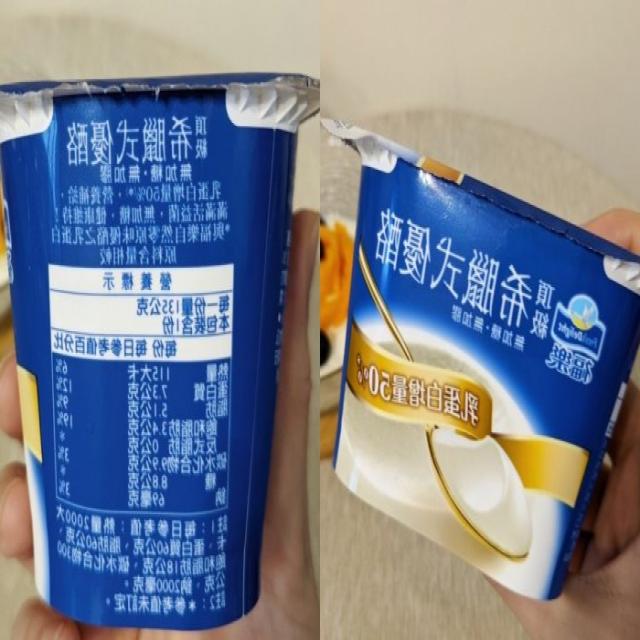 頂級 希臘式優酪
無加糖・無加膠
乳蛋白增量50%*,營養補給,
滿滿活益菌,無加糖,健康維持!
*與福樂自然零原味優酪之乳蛋白
原料含量相較
營養標示
每一份量135公克
本包裝含1份
每份 每日參考值百分比
熱量 115大卡 6%
蛋白質 7.2公克 12%
脂肪 5.1公克 9%
飽和脂肪 3.4公克 19%
反式脂肪 0公克 *
碳水化合物 9.9公克 3%
糖 8.8公克 *
鈉 69毫克 3%
註1:每日參考值:熱量2000大
卡、蛋白質60公克、脂肪60公克、
飽和脂肪18公克、碳水化合物300
公克、鈉2000毫克。
註2:*參考值未訂定。
Fresh Delight
福樂
頂級 希臘式優酪
無加糖・無加膠
乳蛋白增量50%*